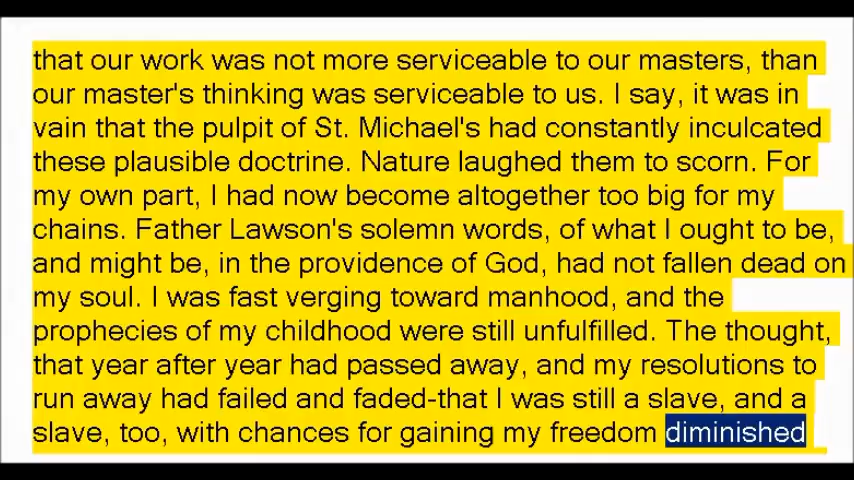 that our work was not more serviceable to our masters, than
our master's thinking was serviceable to us. I say, it was in
vain that the pulpit of St. Michael's had constantly inculcated
these plausible doctrine. Nature laughed them to scorn. For
my own part, I had now become altogether too big for my
chains. Father Lawson's solemn words, of what I ought to be,
and might be, in the providence of God, had not fallen dead on
my soul. I was fast verging toward manhood, and the
prophecies of my childhood were still unfulfilled. The thought,
that year after year had passed away, and my resolutions to
run away had failed and faded-that I was still a slave, and a
slave, too, with chances for gaining my freedom diminished